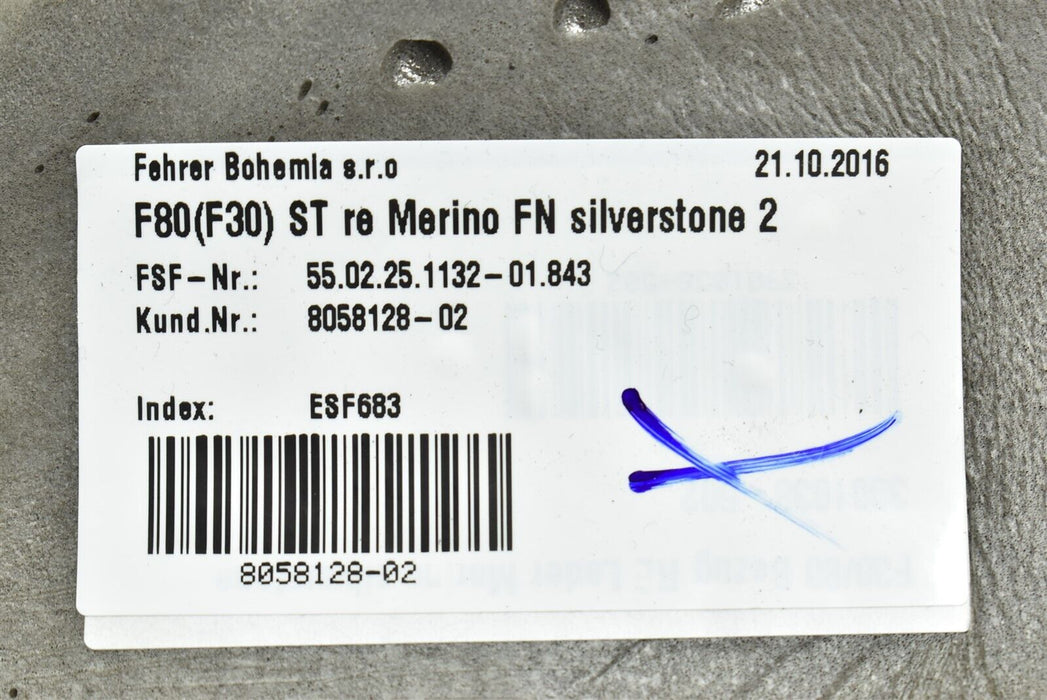 Fehrer Bohemia s.r.o 21.10.2016
F80(F30) ST re Merino FN silverstone 2
FSF-Nr.: 55.02.25.1132-01.843
Kund.Nr.: 8058128-02
Index: ESF683
8058128-02